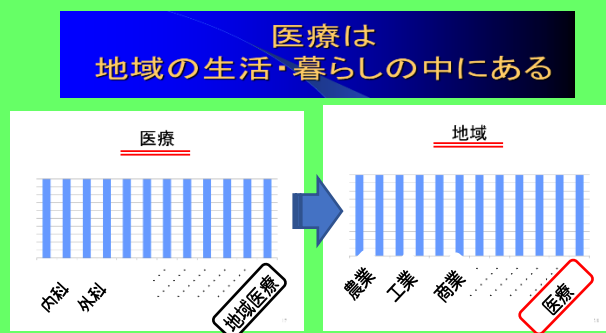 医療は
地域の生活・暮らしの中にある
医療
内科
外科
地域医療
17
地域
農業
工業
商業
医療